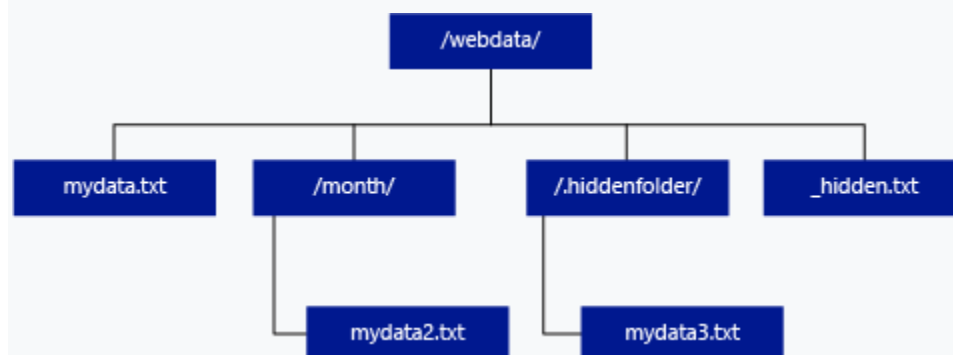 /webdata/
mydata.txt
/month/
/.hiddenfolder/
_hidden.txt
mydata2.txt
mydata3.txt